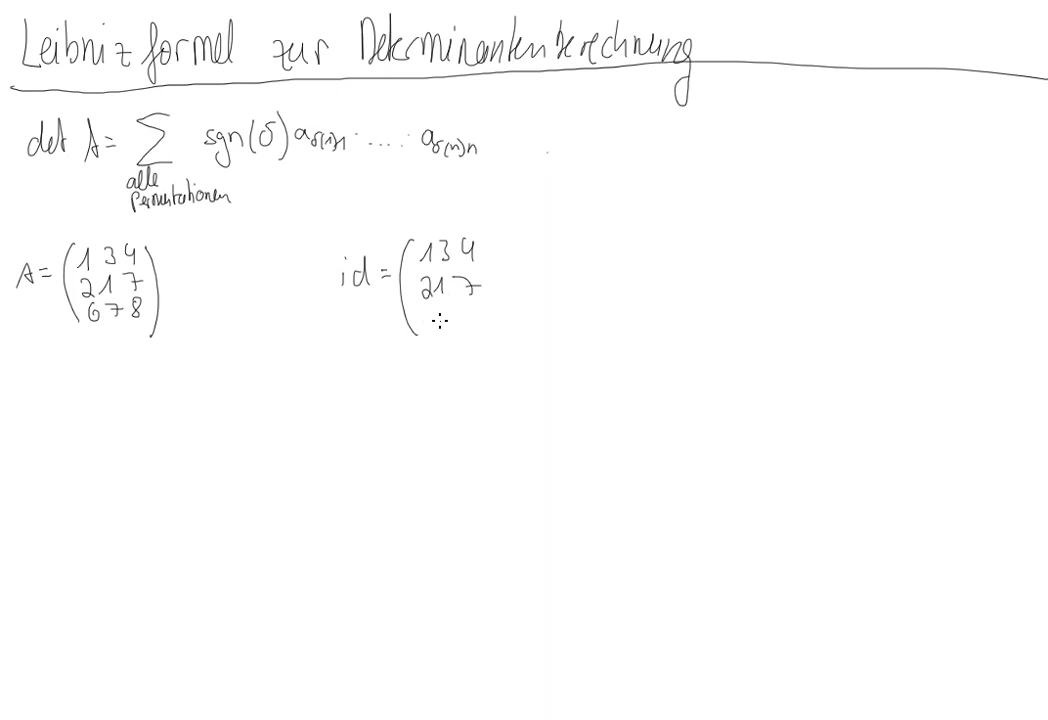 Leibnizformel zur Determinantenberechnung
det A = ∑ sgn(σ) a_σ(1)1 · .... · a_σ(n)n
alle
Permutationen
A = (1 3 4      id = (1 3 4
2 1 7      2 1 7
6 7 8)